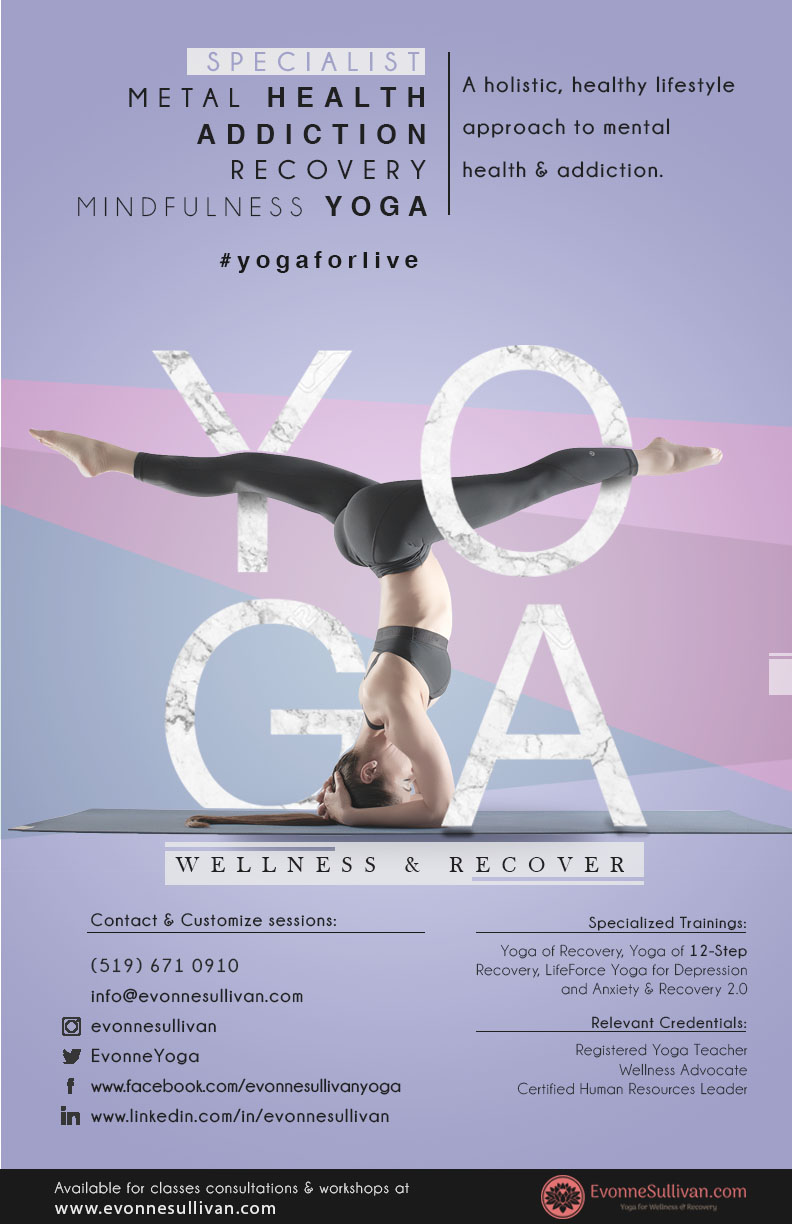 SPECIALIST
METAL HEALTH
ADDICTION
RECOVERY
MINDFULNESS YOGA
#yogaforlive
A holistic, healthy lifestyle
approach to mental
health & addiction.
YO
GA
WELLNESS & RECOVER
Contact & Customize sessions:
(519) 671 0910
info@evonnesullivan.com
evonnesullivan
EvonneYoga
www.facebook.com/evonnesullivanyoga
www.linkedin.com/in/evonnesullivan
Specialized Trainings:
Yoga of Recovery, Yoga of 12-Step
Recovery, LifeForce Yoga for Depression
and Anxiety & Recovery 2.0
Relevant Credentials:
Registered Yoga Teacher
Wellness Advocate
Certified Human Resources Leader
Available for classes consultations & workshops at
www.evonnesullivan.com
EvonneSullivan.com
Yoga for Wellness & Recovery